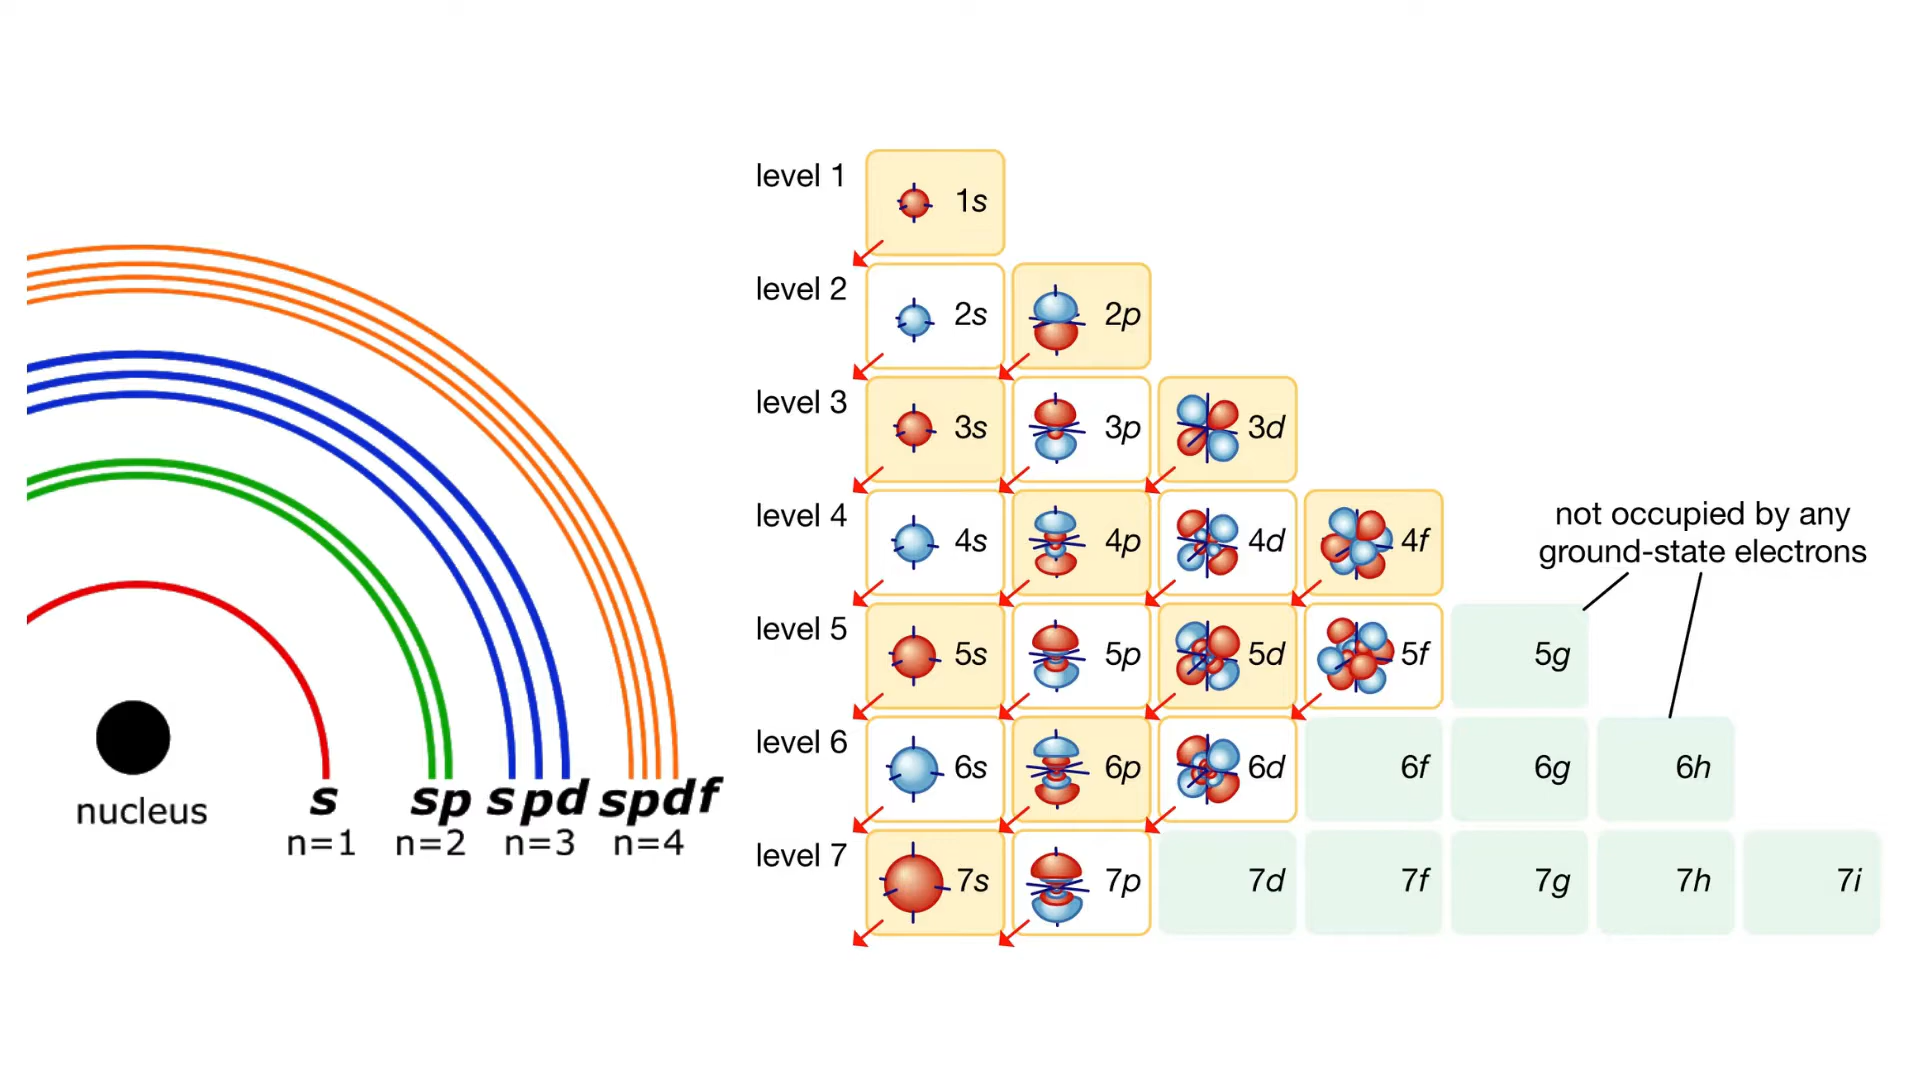 nucleus
s
n=1
sp
n=2
spd
n=3
spdf
n=4
level 1
1s
level 2
2s 2p
level 3
3s 3p 3d
level 4
4s 4p 4d 4f
not occupied by any
ground-state electrons
level 5
5s 5p 5d 5f 5g
level 6
6s 6p 6d 6f 6g 6h
level 7
7s 7p 7d 7f 7g 7h 7i